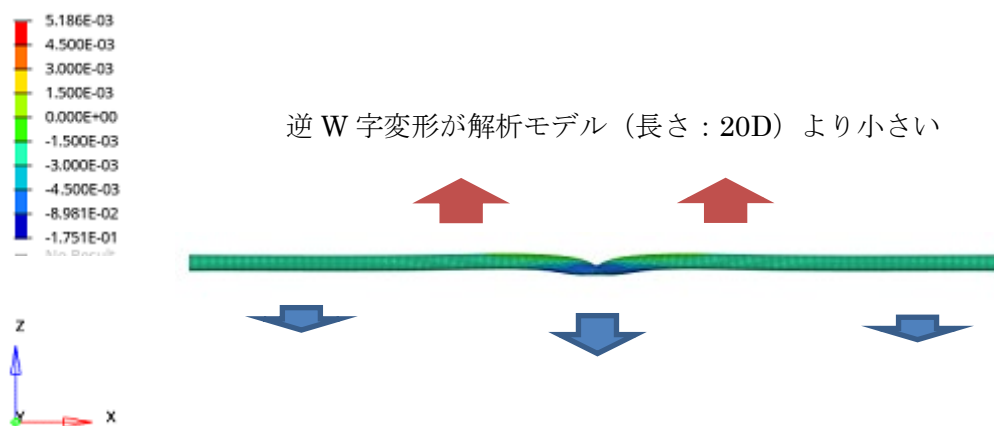 5.186E-03
4.500E-03
3.000E-03
1.500E-03
0.000E+00
-1.500E-03
-3.000E-03
-4.500E-03
-8.981E-02
-1.751E-01
No Result
逆 W 字変形が解析モデル（長さ：20D）より小さい
Z
Y
X